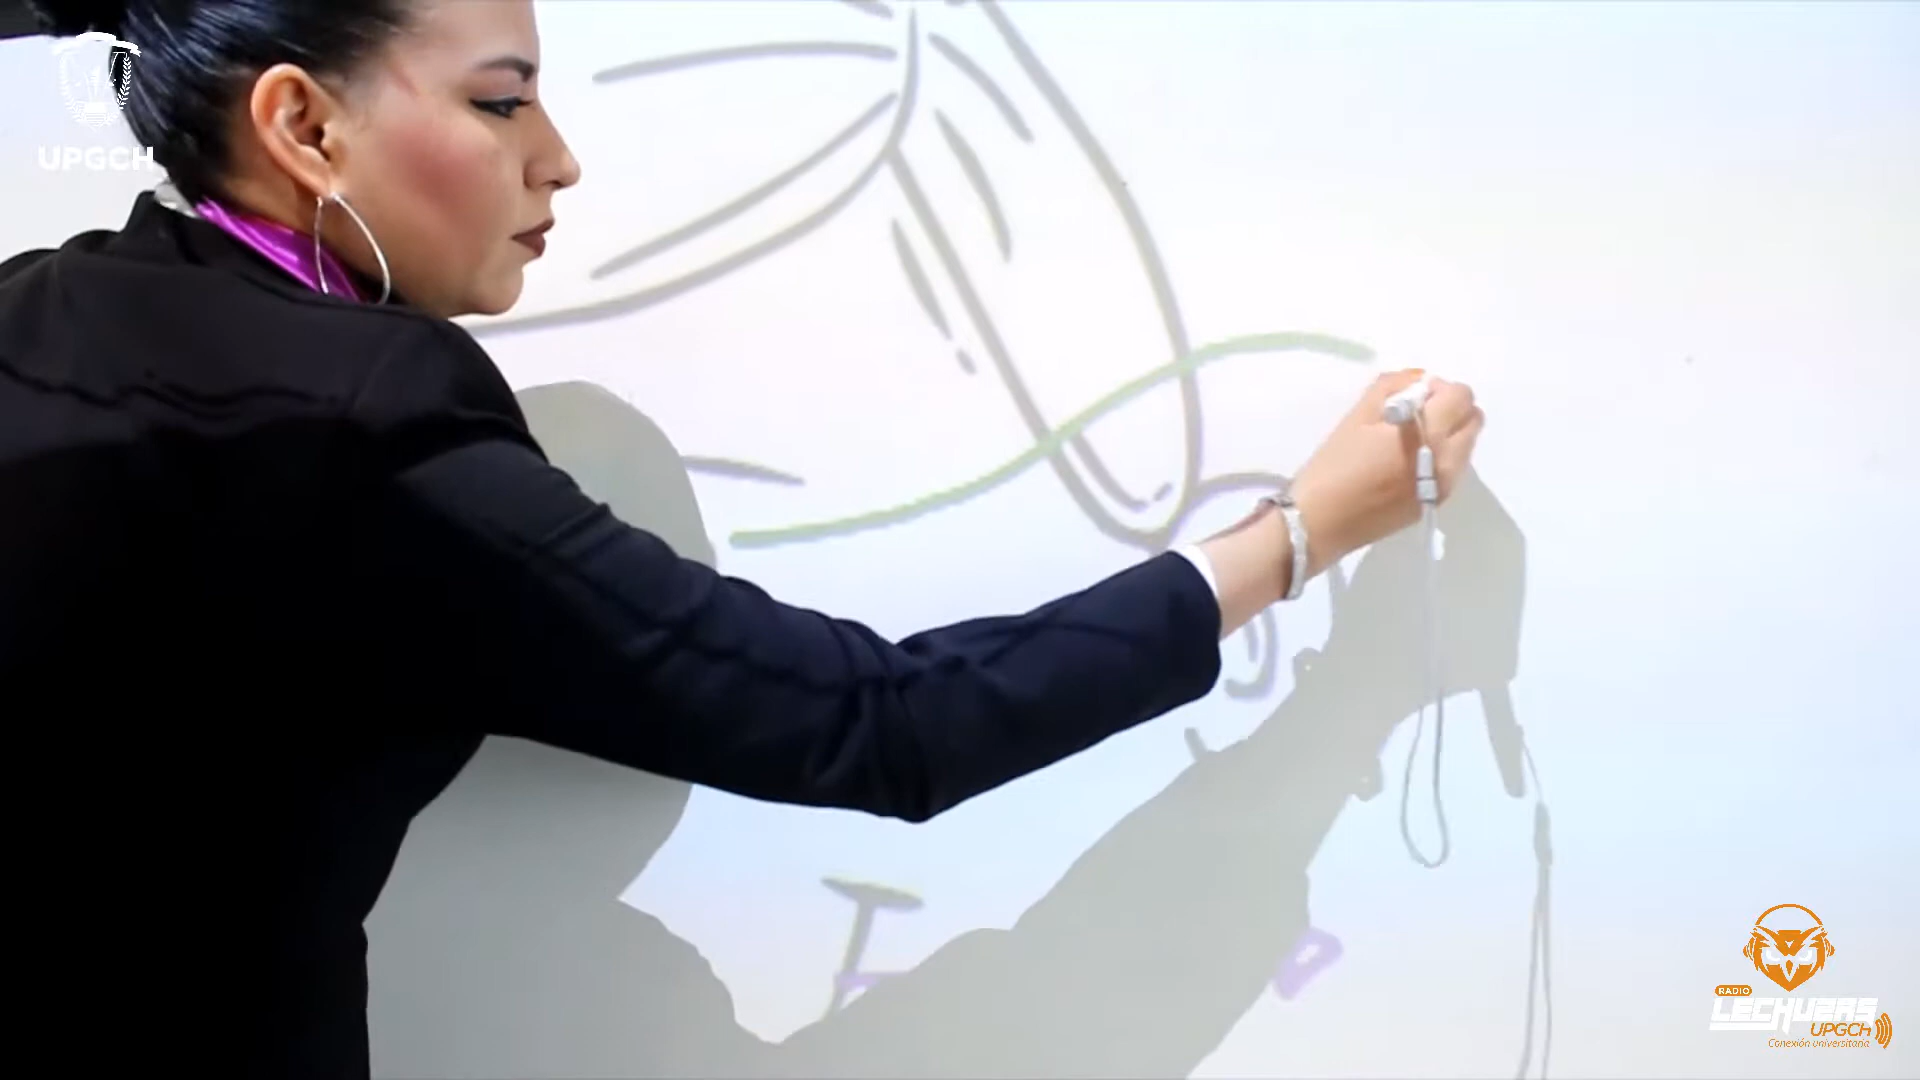 UPGCH
RADIO
LECHUZAS
UPGCH
Conexión universitaria